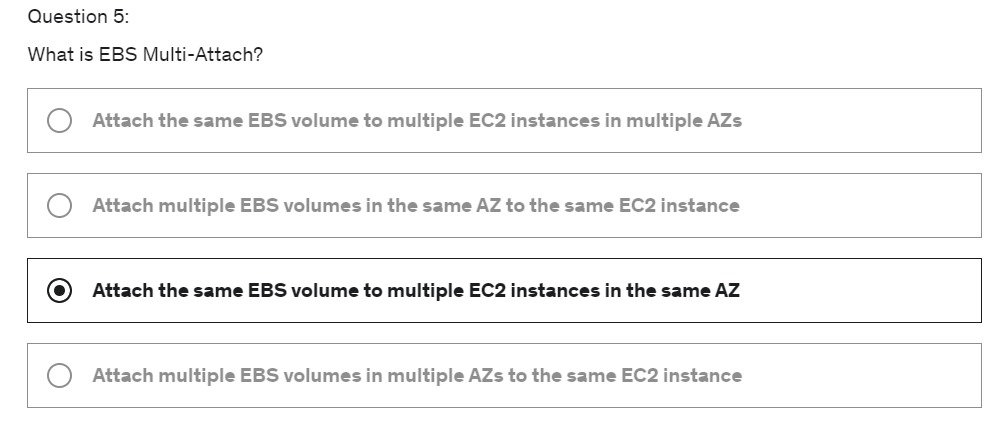 Question 5:
What is EBS Multi-Attach?
Attach the same EBS volume to multiple EC2 instances in multiple AZs
Attach multiple EBS volumes in the same AZ to the same EC2 instance
Attach the same EBS volume to multiple EC2 instances in the same AZ
Attach multiple EBS volumes in multiple AZs to the same EC2 instance